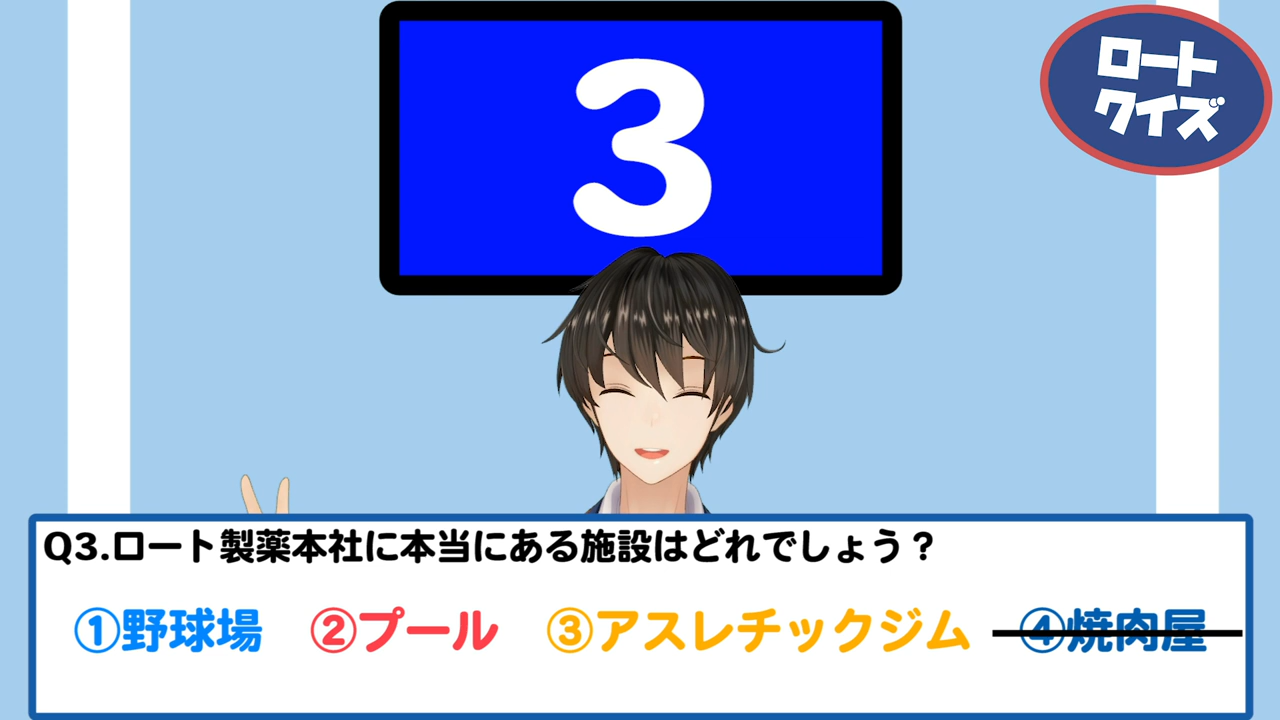 3
ロート
クイズ
Q3.ロート製薬本社に本当にある施設はどれでしょう？
①野球場 ②プール ③アスレチックジム ④焼肉屋